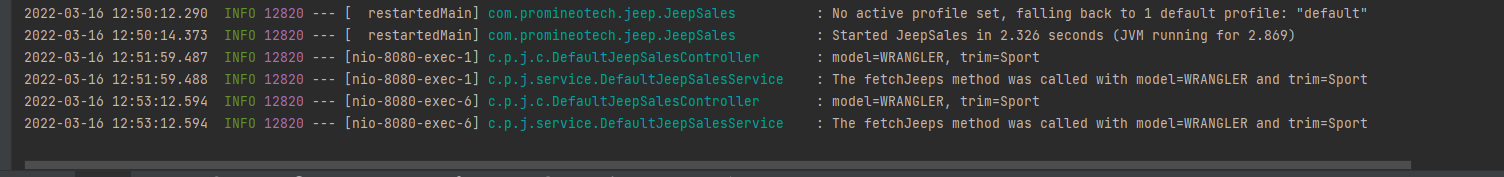 2022-03-16 12:50:12.290  INFO 12820 --- [  restartedMain] com.promineotech.jeep.JeepSales          : No active profile set, falling back to 1 default profile: "default"
2022-03-16 12:50:14.373  INFO 12820 --- [  restartedMain] com.promineotech.jeep.JeepSales          : Started JeepSales in 2.326 seconds (JVM running for 2.869)
2022-03-16 12:51:59.487  INFO 12820 --- [nio-8080-exec-1] c.p.j.c.DefaultJeepSalesController       : model=WRANGLER, trim=Sport
2022-03-16 12:51:59.488  INFO 12820 --- [nio-8080-exec-1] c.p.j.service.DefaultJeepSalesService    : The fetchJeeps method was called with model=WRANGLER and trim=Sport
2022-03-16 12:53:12.594  INFO 12820 --- [nio-8080-exec-6] c.p.j.c.DefaultJeepSalesController       : model=WRANGLER, trim=Sport
2022-03-16 12:53:12.594  INFO 12820 --- [nio-8080-exec-6] c.p.j.service.DefaultJeepSalesService    : The fetchJeeps method was called with model=WRANGLER and trim=Sport